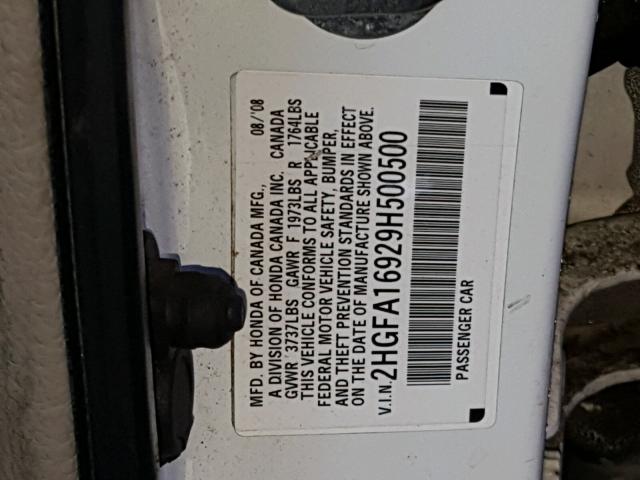 MFD. BY HONDA OF CANADA MFG., 08/'08
A DIVISION OF HONDA CANADA INC. CANADA
GVWR 3737LBS GAWR F 1973LBS R 1764LBS
THIS VEHICLE CONFORMS TO ALL APPLICABLE
FEDERAL MOTOR VEHICLE SAFETY, BUMPER,
AND THEFT PREVENTION STANDARDS IN EFFECT
ON THE DATE OF MANUFACTURE SHOWN ABOVE.
V.I.N. 2HGFA16929H500500
PASSENGER CAR